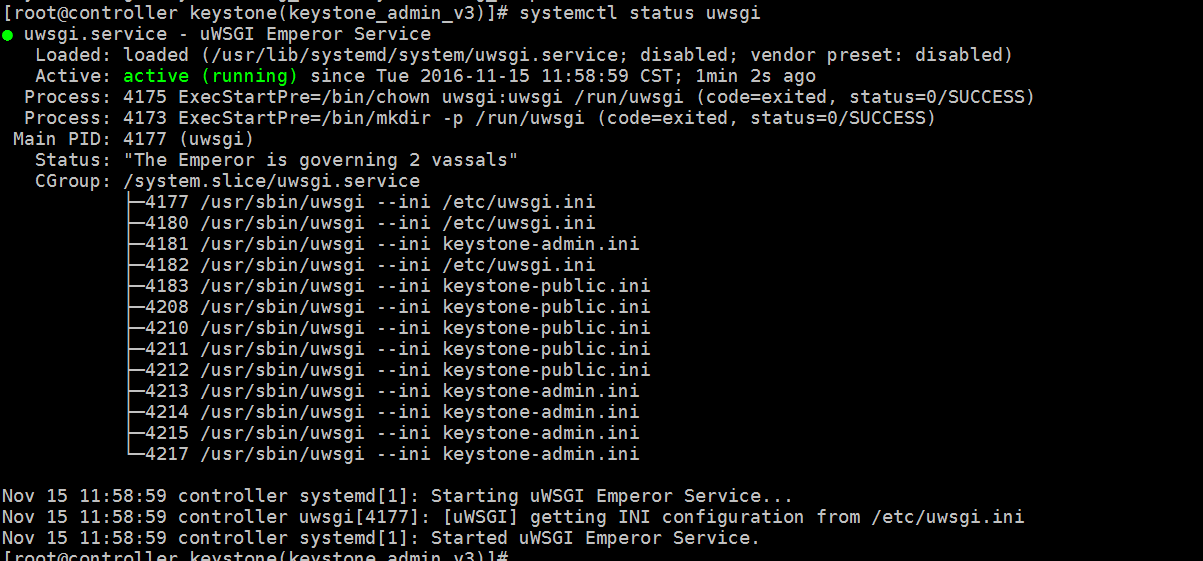 [root@controller keystone(keystone_admin_v3)]# systemctl status uwsgi
● uwsgi.service - uWSGI Emperor Service
   Loaded: loaded (/usr/lib/systemd/system/uwsgi.service; disabled; vendor preset: disabled)
   Active: active (running) since Tue 2016-11-15 11:58:59 CST; 1min 2s ago
  Process: 4175 ExecStartPre=/bin/chown uwsgi:uwsgi /run/uwsgi (code=exited, status=0/SUCCESS)
  Process: 4173 ExecStartPre=/bin/mkdir -p /run/uwsgi (code=exited, status=0/SUCCESS)
 Main PID: 4177 (uwsgi)
   Status: "The Emperor is governing 2 vassals"
   CGroup: /system.slice/uwsgi.service
           ├─4177 /usr/sbin/uwsgi --ini /etc/uwsgi.ini
           ├─4180 /usr/sbin/uwsgi --ini /etc/uwsgi.ini
           ├─4181 /usr/sbin/uwsgi --ini keystone-admin.ini
           ├─4182 /usr/sbin/uwsgi --ini /etc/uwsgi.ini
           ├─4183 /usr/sbin/uwsgi --ini keystone-public.ini
           ├─4208 /usr/sbin/uwsgi --ini keystone-public.ini
           ├─4210 /usr/sbin/uwsgi --ini keystone-public.ini
           ├─4211 /usr/sbin/uwsgi --ini keystone-public.ini
           ├─4212 /usr/sbin/uwsgi --ini keystone-public.ini
           ├─4213 /usr/sbin/uwsgi --ini keystone-admin.ini
           ├─4214 /usr/sbin/uwsgi --ini keystone-admin.ini
           ├─4215 /usr/sbin/uwsgi --ini keystone-admin.ini
           └─4217 /usr/sbin/uwsgi --ini keystone-admin.ini

Nov 15 11:58:59 controller systemd[1]: Starting uWSGI Emperor Service...
Nov 15 11:58:59 controller uwsgi[4177]: [uWSGI] getting INI configuration from /etc/uwsgi.ini
Nov 15 11:58:59 controller systemd[1]: Started uWSGI Emperor Service.
[root@controller keystone(keystone_admin_v3)]#